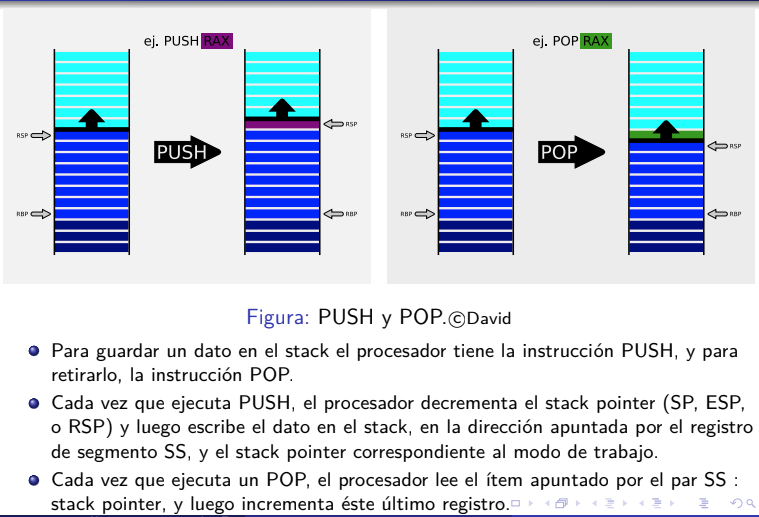 ej. PUSH RAX
RSP
PUSH
RSP
RBP
RBP
ej. POP RAX
RSP
POP
RSP
RBP
RBP
Figura: PUSH y POP.©David
Para guardar un dato en el stack el procesador tiene la instrucción PUSH, y para
retirarlo, la instrucción POP.
Cada vez que ejecuta PUSH, el procesador decrementa el stack pointer (SP, ESP,
o RSP) y luego escribe el dato en el stack, en la dirección apuntada por el registro
de segmento SS, y el stack pointer correspondiente al modo de trabajo.
Cada vez que ejecuta un POP, el procesador lee el ítem apuntado por el par SS :
stack pointer, y luego incrementa éste último registro.